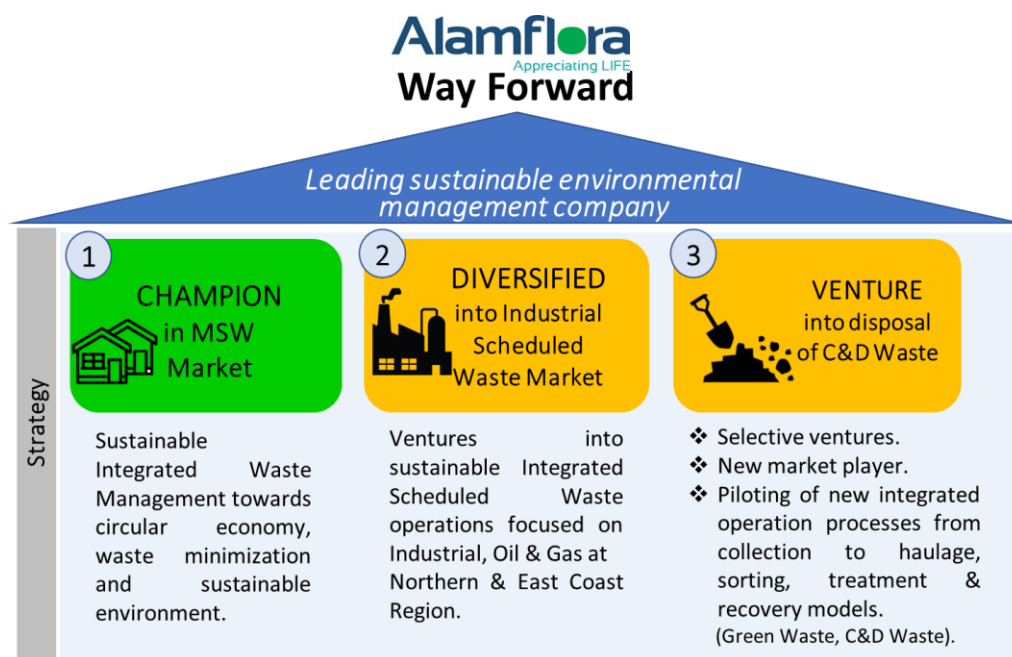 Alamflora
Appreciating LIFE
Way Forward
Leading sustainable environmental
management company
Strategy
1
CHAMPION
in MSW
Market
Sustainable
Integrated Waste
Management towards
circular economy,
waste minimization
and sustainable
environment.
2
DIVERSIFIED
into Industrial
Scheduled
Waste Market
Ventures into
sustainable Integrated
Scheduled Waste
operations focused on
Industrial, Oil & Gas at
Northern & East Coast
Region.
3
VENTURE
into disposal
of C&D Waste
❖ Selective ventures.
❖ New market player.
❖ Piloting of new integrated
operation processes from
collection to haulage,
sorting, treatment &
recovery models.
(Green Waste, C&D Waste).